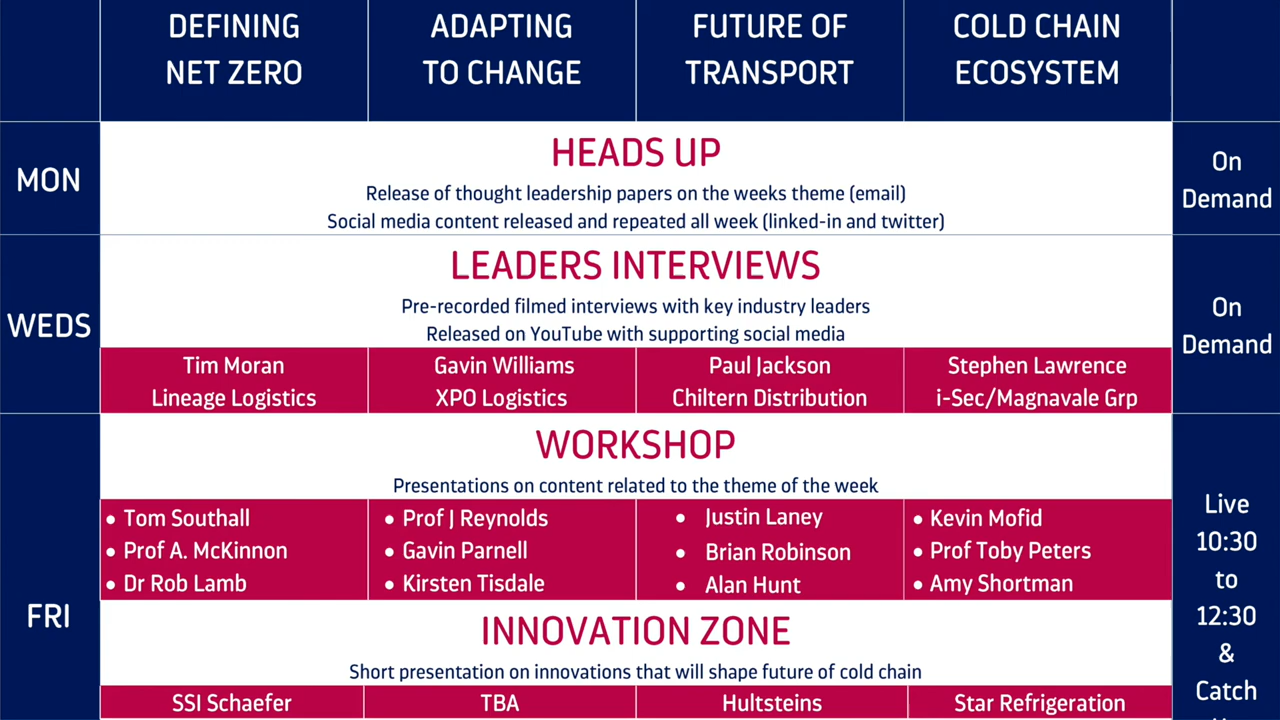 DEFINING
NET ZERO
ADAPTING
TO CHANGE
FUTURE OF
TRANSPORT
COLD CHAIN
ECOSYSTEM
MON
HEADS UP
Release of thought leadership papers on the weeks theme (email)
Social media content released and repeated all week (linked-in and twitter)
On
Demand
WEDS
LEADERS INTERVIEWS
Pre-recorded filmed interviews with key industry leaders
Released on YouTube with supporting social media
Tim Moran
Lineage Logistics
Gavin Williams
XPO Logistics
Paul Jackson
Chiltern Distribution
Stephen Lawrence
i-Sec/Magnavale Grp
On
Demand
FRI
WORKSHOP
Presentations on content related to the theme of the week
• Tom Southall
• Prof A. McKinnon
• Dr Rob Lamb
• Prof J Reynolds
• Gavin Parnell
• Kirsten Tisdale
• Justin Laney
• Brian Robinson
• Alan Hunt
• Kevin Mofid
• Prof Toby Peters
• Amy Shortman
INNOVATION ZONE
Short presentation on innovations that will shape future of cold chain
SSI Schaefer
TBA
Hultsteins
Star Refrigeration
Live
10:30
to
12:30
&
Catch